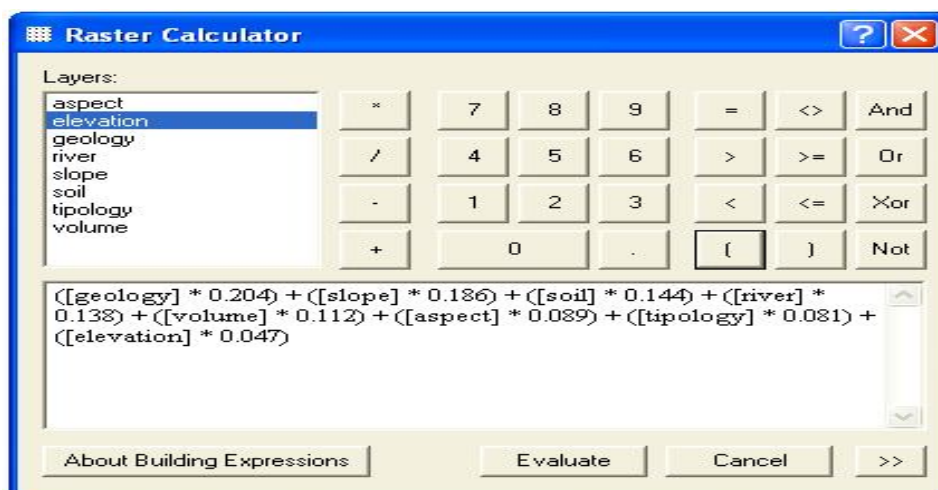 Raster Calculator
Layers:
aspect
elevation
geology
river
slope
soil
tipology
volume
* 7 8 9 = <> And
/ 4 5 6 > >= Or
- 1 2 3 < <= Xor
+ 0 . ( ) Not
([geology] * 0.204) + ([slope] * 0.186) + ([soil] * 0.144) + ([river] *
0.138) + ([volume] * 0.112) + ([aspect] * 0.089) + ([tipology] * 0.081) +
([elevation] * 0.047)
About Building Expressions Evaluate Cancel >>